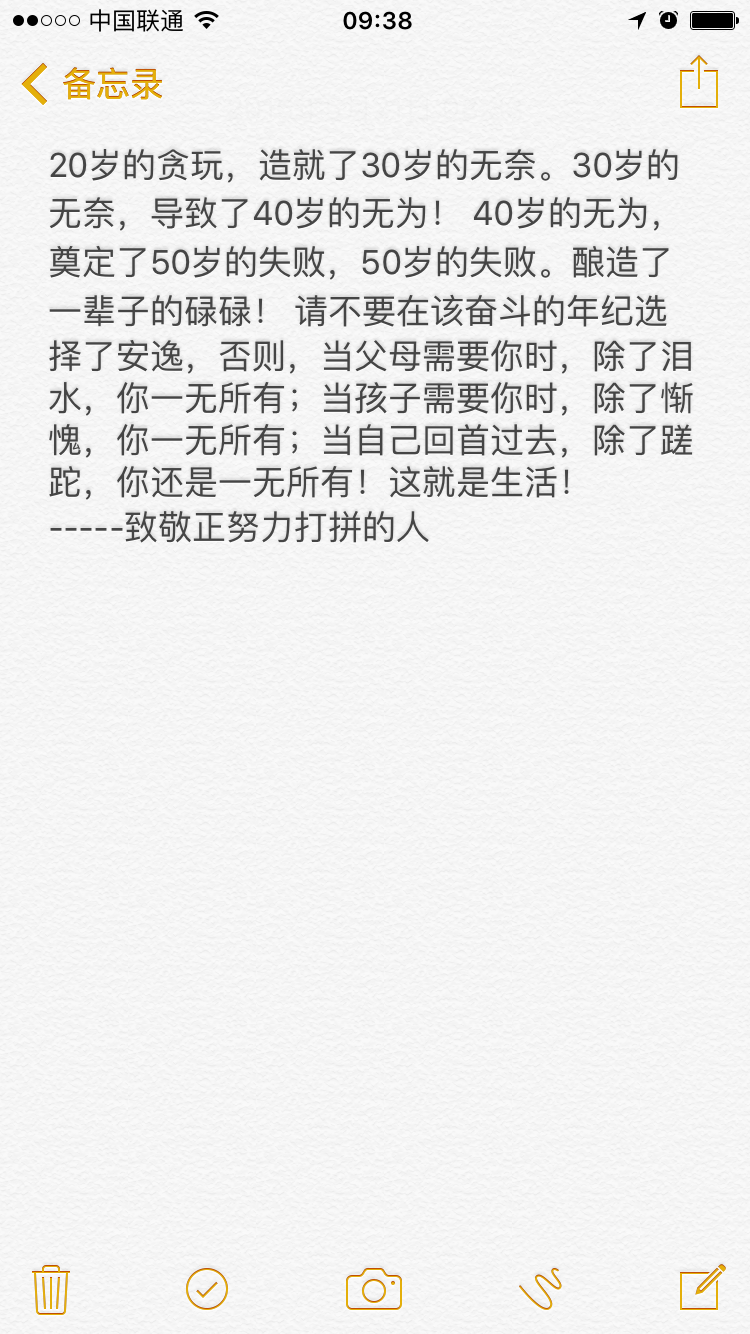 中国联通
09:38
备忘录
20岁的贪玩，造就了30岁的无奈。30岁的
无奈，导致了40岁的无为！ 40岁的无为，
奠定了50岁的失败，50岁的失败。酿造了
一辈子的碌碌！ 请不要在该奋斗的年纪选
择了安逸，否则，当父母需要你时，除了泪
水，你一无所有；当孩子需要你时，除了惭
愧，你一无所有；当自己回首过去，除了蹉
跎，你还是一无所有！这就是生活！
-----致敬正努力打拼的人